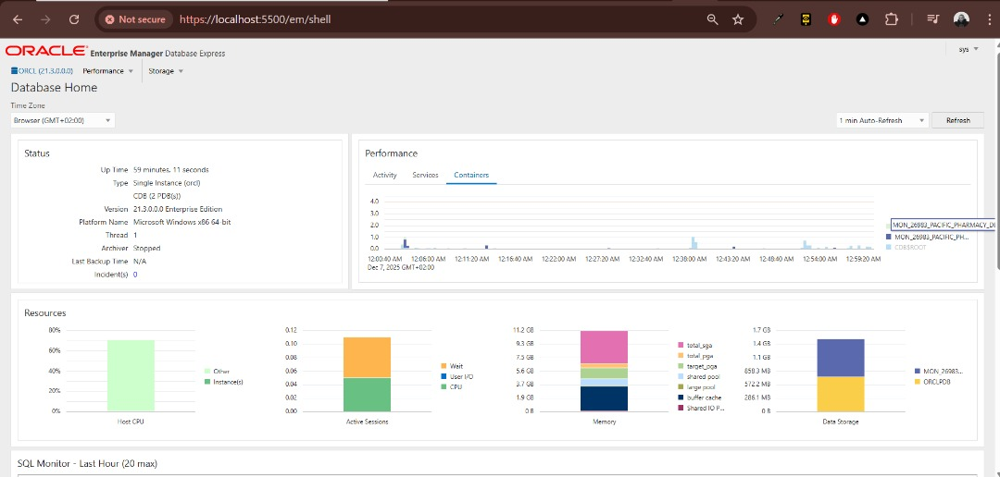 Not secure https://localhost:5500/em/shell
ORACLE Enterprise Manager Database Express
sys
ORCL (21.3.0.0.0) Performance Storage
Database Home
Time Zone
Browser (GMT+02:00)
1 min Auto-Refresh Refresh
Status
Up Time 59 minutes, 11 seconds
Type Single Instance (orcl)
CDB (2 PDB(s))
Version 21.3.0.0.0 Enterprise Edition
Platform Name Microsoft Windows x86 64-bit
Thread 1
Archiver Stopped
Last Backup Time N/A
Incident(s) 0
Performance
Activity Services Containers
4.0
3.0
2.0
1.0
0.0
12:00:40 AM 12:06:00 AM 12:11:20 AM 12:16:40 AM 12:22:00 AM 12:27:20 AM 12:32:40 AM 12:38:00 AM 12:43:20 AM 12:48:40 AM 12:54:00 AM 12:59:20 AM
Dec 7, 2025 GMT+02:00
MON_26983_PACIFIC_PHARMACY_
MON_26983_PACIFIC_PH...
CDB$ROOT
Resources
80%
60%
40%
20%
0%
Host CPU
Other
Instance(s)
0.12
0.10
0.08
0.06
0.04
0.02
0.00
Active Sessions
Wait
User I/O
CPU
11.2 GB
9.3 GB
7.5 GB
5.6 GB
3.7 GB
1.9 GB
0 B
Memory
total_sga
total_pga
target_pga
shared pool
large pool
buffer cache
Shared IO P...
1.7 GB
1.4 GB
1.1 GB
858.3 MB
572.2 MB
286.1 MB
0 B
Data Storage
MON_26983...
ORCLPDB
SQL Monitor - Last Hour (20 max)